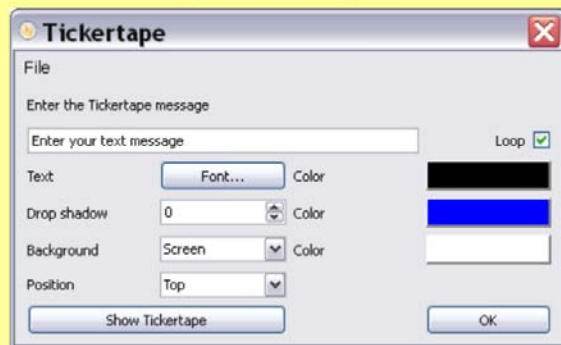 Tickertape
File
Enter the Tickertape message
Enter your text message Loop
Text Font... Color
Drop shadow 0 Color
Background Screen Color
Position Top
Show Tickertape OK